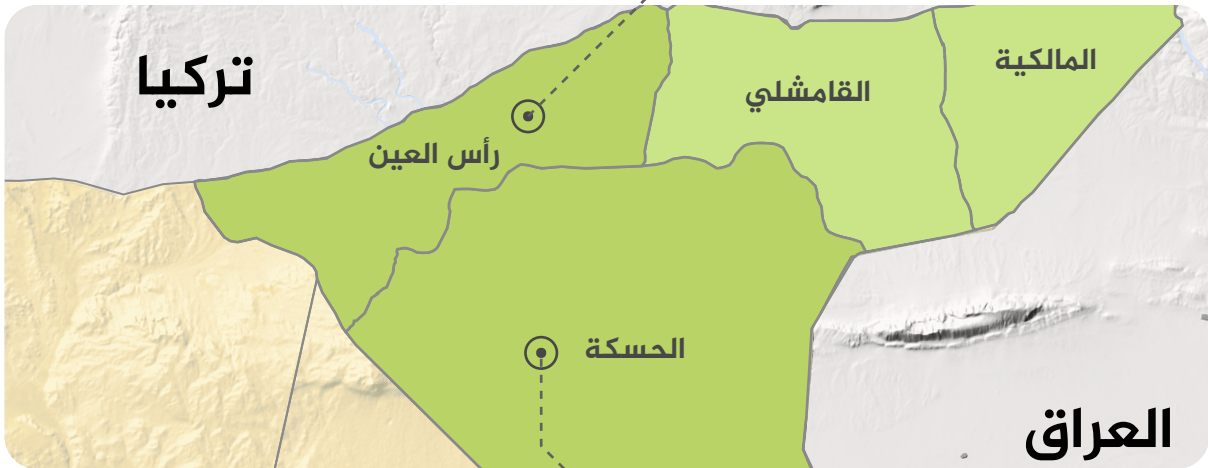 تركيا
المالكية
القامشلي
رأس العين
الحسكة
العراق